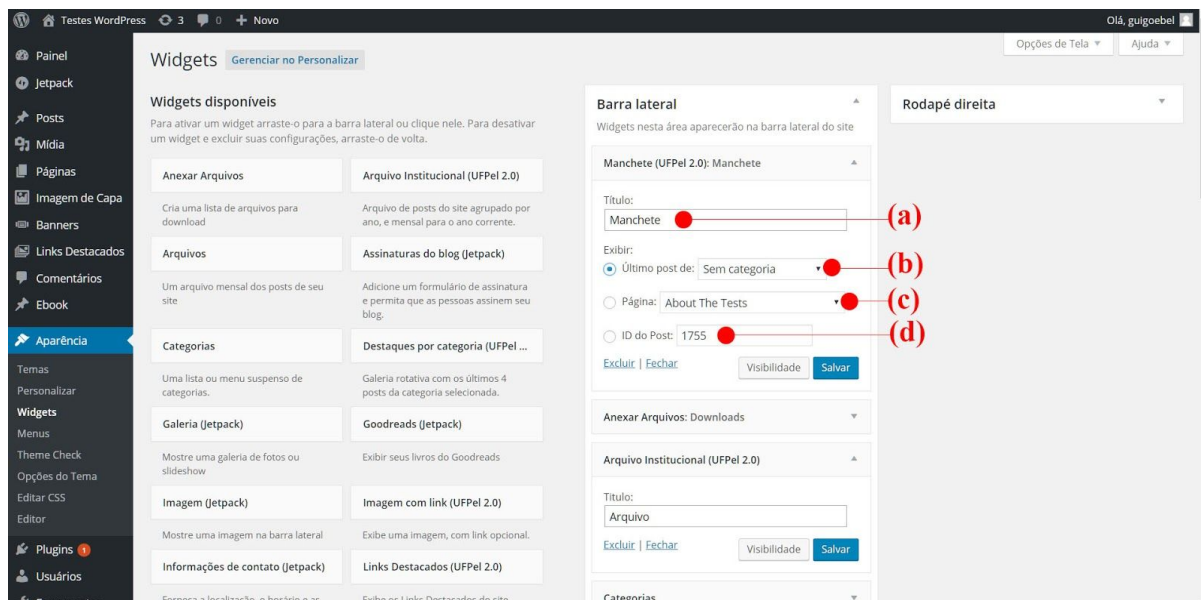 Testes WordPress 3 0 + Novo
Olá, guigoebel
Opções de Tela
Ajuda
Painel
Jetpack
Posts
Mídia
Páginas
Imagem de Capa
Banners
Links Destacados
Comentários
Ebook
Aparência
Temas
Personalizar
Widgets
Menus
Theme Check
Opções do Tema
Editar CSS
Editor
Plugins 1
Usuários
Widgets Gerenciar no Personalizar
Widgets disponíveis
Para ativar um widget arraste-o para a barra lateral ou clique nele. Para desativar
um widget e excluir suas configurações, arraste-o de volta.
Anexar Arquivos
Cria uma lista de arquivos para
download
Arquivo Institucional (UFPel 2.0)
Arquivo de posts do site agrupado por
ano, e mensal para o ano corrente.
Arquivos
Um arquivo mensal dos posts de seu
site
Assinaturas do blog (Jetpack)
Adicione um formulário de assinatura
e permita que as pessoas assinem seu
blog.
Categorias
Uma lista ou menu suspenso de
categorias.
Destaques por categoria (UFPel ...
Galeria rotativa com os últimos 4
posts da categoria selecionada.
Galeria (Jetpack)
Mostre uma galeria de fotos ou
slideshow
Goodreads (Jetpack)
Exibir seus livros do Goodreads
Imagem (Jetpack)
Mostre uma imagem na barra lateral
Imagem com link (UFPel 2.0)
Exibe uma imagem, com link opcional.
Informações de contato (Jetpack)
Forneça a localização, o horário e as
Links Destacados (UFPel 2.0)
Exibe os Links Destacados do site
Barra lateral
Widgets nesta área aparecerão na barra lateral do site
Manchete (UFPel 2.0): Manchete
Título:
Manchete (a)
Exibir:
Último post de: Sem categoria (b)
Página: About The Tests (c)
ID do Post: 1755 (d)
Excluir | Fechar Visibilidade Salvar
Anexar Arquivos: Downloads
Arquivo Institucional (UFPel 2.0)
Titulo:
Arquivo
Excluir | Fechar Visibilidade Salvar
Categorias
Rodapé direita